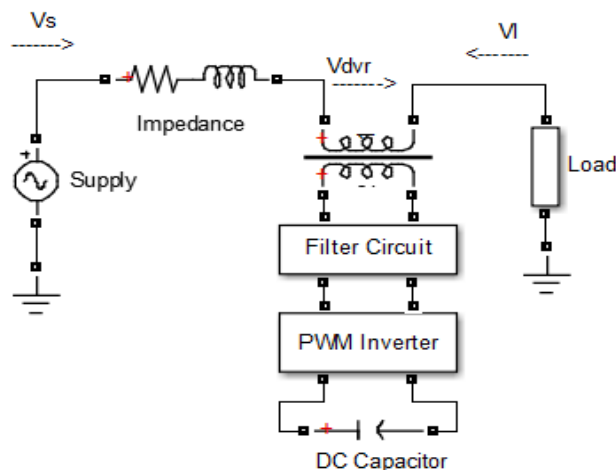 Vs
Vl
Vdvr
Impedance
Supply
Load
Filter Circuit
PWM Inverter
DC Capacitor